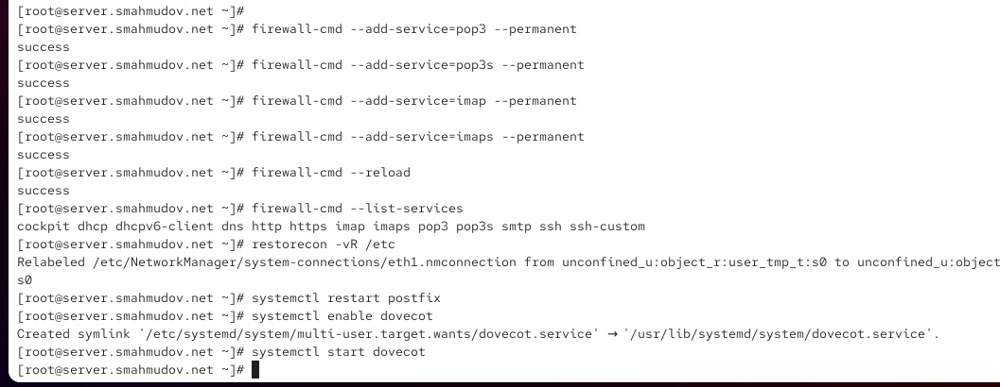 [root@server.smahmudov.net ~]#
[root@server.smahmudov.net ~]# firewall-cmd --add-service=pop3 --permanent
success
[root@server.smahmudov.net ~]# firewall-cmd --add-service=pop3s --permanent
success
[root@server.smahmudov.net ~]# firewall-cmd --add-service=imap --permanent
success
[root@server.smahmudov.net ~]# firewall-cmd --add-service=imaps --permanent
success
[root@server.smahmudov.net ~]# firewall-cmd --reload
success
[root@server.smahmudov.net ~]# firewall-cmd --list-services
cockpit dhcp dhcpv6-client dns http https imap imaps pop3 pop3s smtp ssh ssh-custom
[root@server.smahmudov.net ~]# restorecon -vR /etc
Relabeled /etc/NetworkManager/system-connections/eth1.nmconnection from unconfined_u:object_r:user_tmp_t:s0 to unconfined_u:object
s0
[root@server.smahmudov.net ~]# systemctl restart postfix
[root@server.smahmudov.net ~]# systemctl enable dovecot
Created symlink '/etc/systemd/system/multi-user.target.wants/dovecot.service' → '/usr/lib/systemd/system/dovecot.service'.
[root@server.smahmudov.net ~]# systemctl start dovecot
[root@server.smahmudov.net ~]#